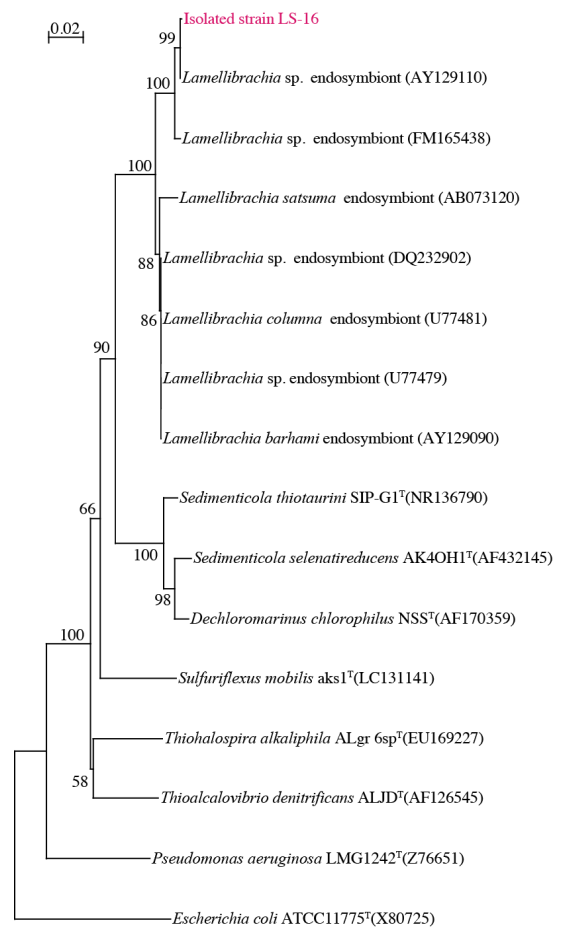 Isolated strain LS-16
0.02
99
Lamellibrachia sp. endosymbiont (AY129110)
100
Lamellibrachia sp. endosymbiont (FM165438)
100
Lamellibrachia satsuma endosymbiont (AB073120)
Lamellibrachia sp. endosymbiont (DQ232902)
88
Lamellibrachia columna endosymbiont (U77481)
86
90
Lamellibrachia sp. endosymbiont (U77479)
Lamellibrachia barhami endosymbiont (AY129090)
Sedimenticola thiotaurini SIP-G1ᵀ(NR136790)
66
100
Sedimenticola selenatireducens AK4OH1ᵀ(AF432145)
98
Dechloromarinus chlorophilus NSSᵀ(AF170359)
100
Sulfuriflexus mobilis aks1ᵀ(LC131141)
Thiohalospira alkaliphila ALgr 6spᵀ(EU169227)
58
Thioalcalovibrio denitrificans ALJDᵀ(AF126545)
Pseudomonas aeruginosa LMG1242ᵀ(Z76651)
Escherichia coli ATCC11775ᵀ(X80725)